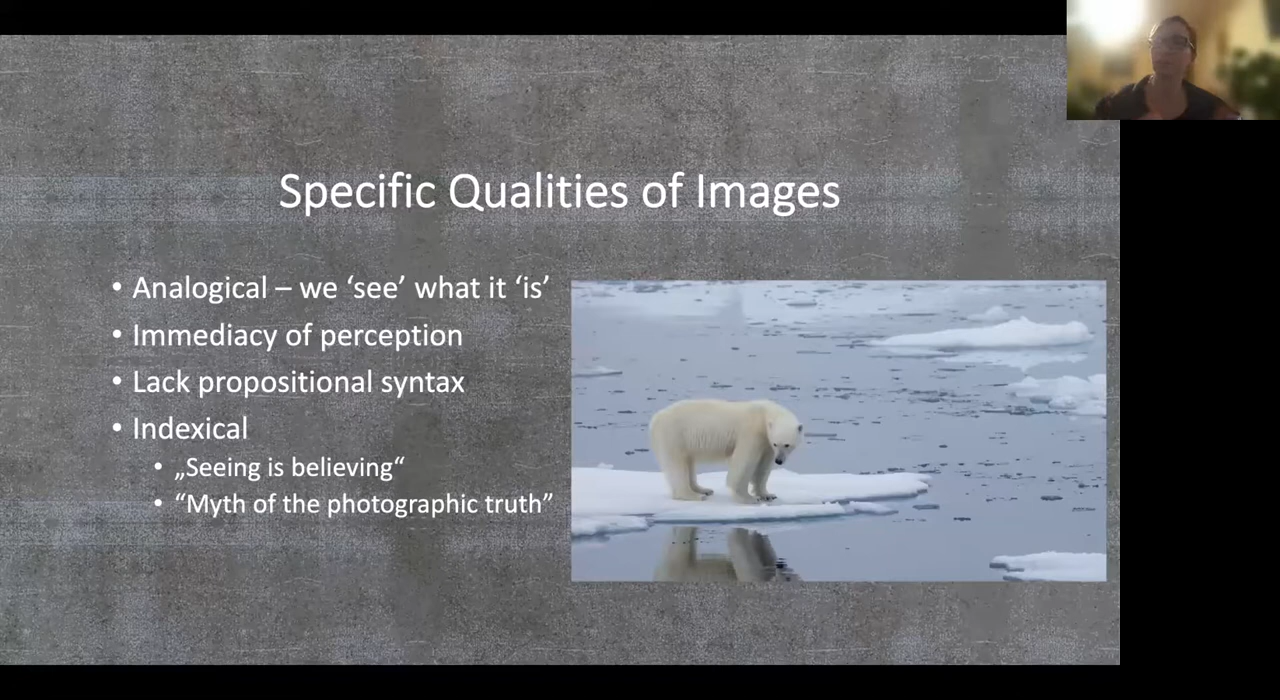 Specific Qualities of Images
• Analogical – we ‘see’ what it ‘is’
• Immediacy of perception
• Lack propositional syntax
• Indexical
• „Seeing is believing“
• “Myth of the photographic truth”